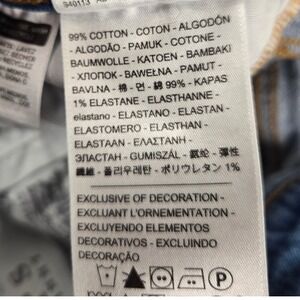 940113
99% COTTON - COTON - ALGODÓN
- ALGODÃO - PAMUK - COTONE -
BAUMWOLLE - KATOEN - BAMBAKI
- ХЛОПОК - BAWEŁNA - PAMUT -
BAVLNA - 棉 - 면 - 綿 99% - KAPAS
1% ELASTANE - ELASTHANNE -
elastano - ELASTANO - ELASTAN -
ELASTOMERO - ELASTHAN -
ELASTAAN - ΕΛΑΣΤΑΝΗ -
ЭЛАСТАН - GUMISZÁL - 氨纶 - 彈性
纖維 - 폴리우레탄 - ポリウレタン 1%
EXCLUSIVE OF DECORATION -
EXCLUANT L'ORNEMENTATION -
EXCLUYENDO ELEMENTOS
DECORATIVOS - EXCLUINDO
DECORAÇÃO
P